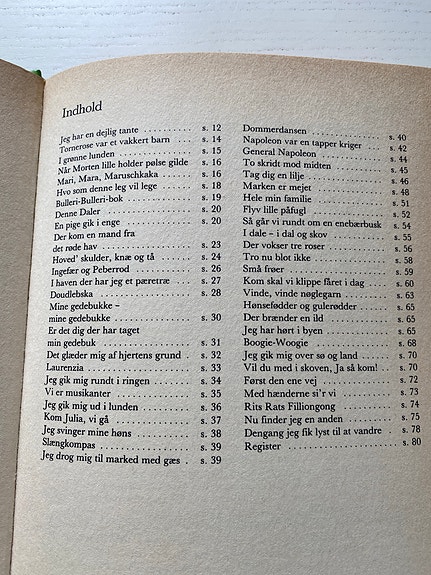 Indhold
Jeg har en dejlig tante . . . . . . . . . . s. 12
Tornerose var et vakkert barn . . . . s. 14
I grønne lunden . . . . . . . . . . s. 15
Når Morten lille holder pølse gilde s. 16
Mari, Mara, Maruschkaka . . . . . . s. 16
Hvo som denne leg vil lege . . . . . . s. 18
Bulleri-Bulleri-bok . . . . . . . . . . s. 19
Denne Daler . . . . . . . . . . s. 20
En pige gik i enge . . . . . . . . . . s. 20
Der kom en mand fra
det røde hav . . . . . . . . . . s. 23
Hoved' skulder, knæ og tå . . . . . . s. 24
Ingefær og Peberrod . . . . . . . . . . s. 26
I haven der har jeg et pæretræ . . . . s. 27
Doudlebska . . . . . . . . . . s. 28
Mine gedebukke –
mine gedebukke . . . . . . . . . . s. 30
Er det dig der har taget
min gedebuk . . . . . . . . . . s. 31
Det glæder mig af hjertens grund . s. 32
Laurenzia . . . . . . . . . . s. 33
Jeg gik mig rundt i ringen . . . . . . s. 34
Vi er musikanter . . . . . . . . . . s. 35
Jeg gik mig ud i lunden . . . . . . . . s. 36
Kom Julia, vi gå . . . . . . . . . . s. 37
Jeg svinger mine høns . . . . . . . . s. 38
Slængkompas . . . . . . . . . . s. 39
Jeg drog mig til marked med gæs . s. 39
Dommerdansen . . . . . . . . . . s. 40
Napoleon var en tapper kriger . . . s. 42
General Napoleon . . . . . . . . . . s. 44
To skridt mod midten . . . . . . . . s. 45
Tag dig en lilje . . . . . . . . . . s. 46
Marken er mejet . . . . . . . . . . s. 48
Hele min familie . . . . . . . . . . s. 51
Flyv lille påfugl . . . . . . . . . . s. 52
Så går vi rundt om en enebærbusk s. 54
I dale – i dal og skov . . . . . . . . s. 55
Der vokser tre roser . . . . . . . . . . s. 56
Tro nu blot ikke . . . . . . . . . . s. 58
Små frøer . . . . . . . . . . s. 59
Kom skal vi klippe fåret i dag . . . . s. 60
Vinde, vinde nøglegarn . . . . . . . . s. 63
Hønsefødder og gulerødder . . . . . . s. 65
Der brænder en ild . . . . . . . . . . s. 65
Jeg har hørt i byen . . . . . . . . . . s. 65
Boogie-Woogie . . . . . . . . . . s. 68
Jeg gik mig over sø og land . . . . . . s. 70
Vil du med i skoven, Ja så kom! . . s. 70
Først den ene vej . . . . . . . . . . s. 72
Med hænderne si'r vi . . . . . . . . . . s. 73
Rits Rats Filliongong . . . . . . . . . . s. 74
Nu finder jeg en anden . . . . . . . . s. 75
Dengang jeg fik lyst til at vandre . . s. 78
Register . . . . . . . . . . s. 80